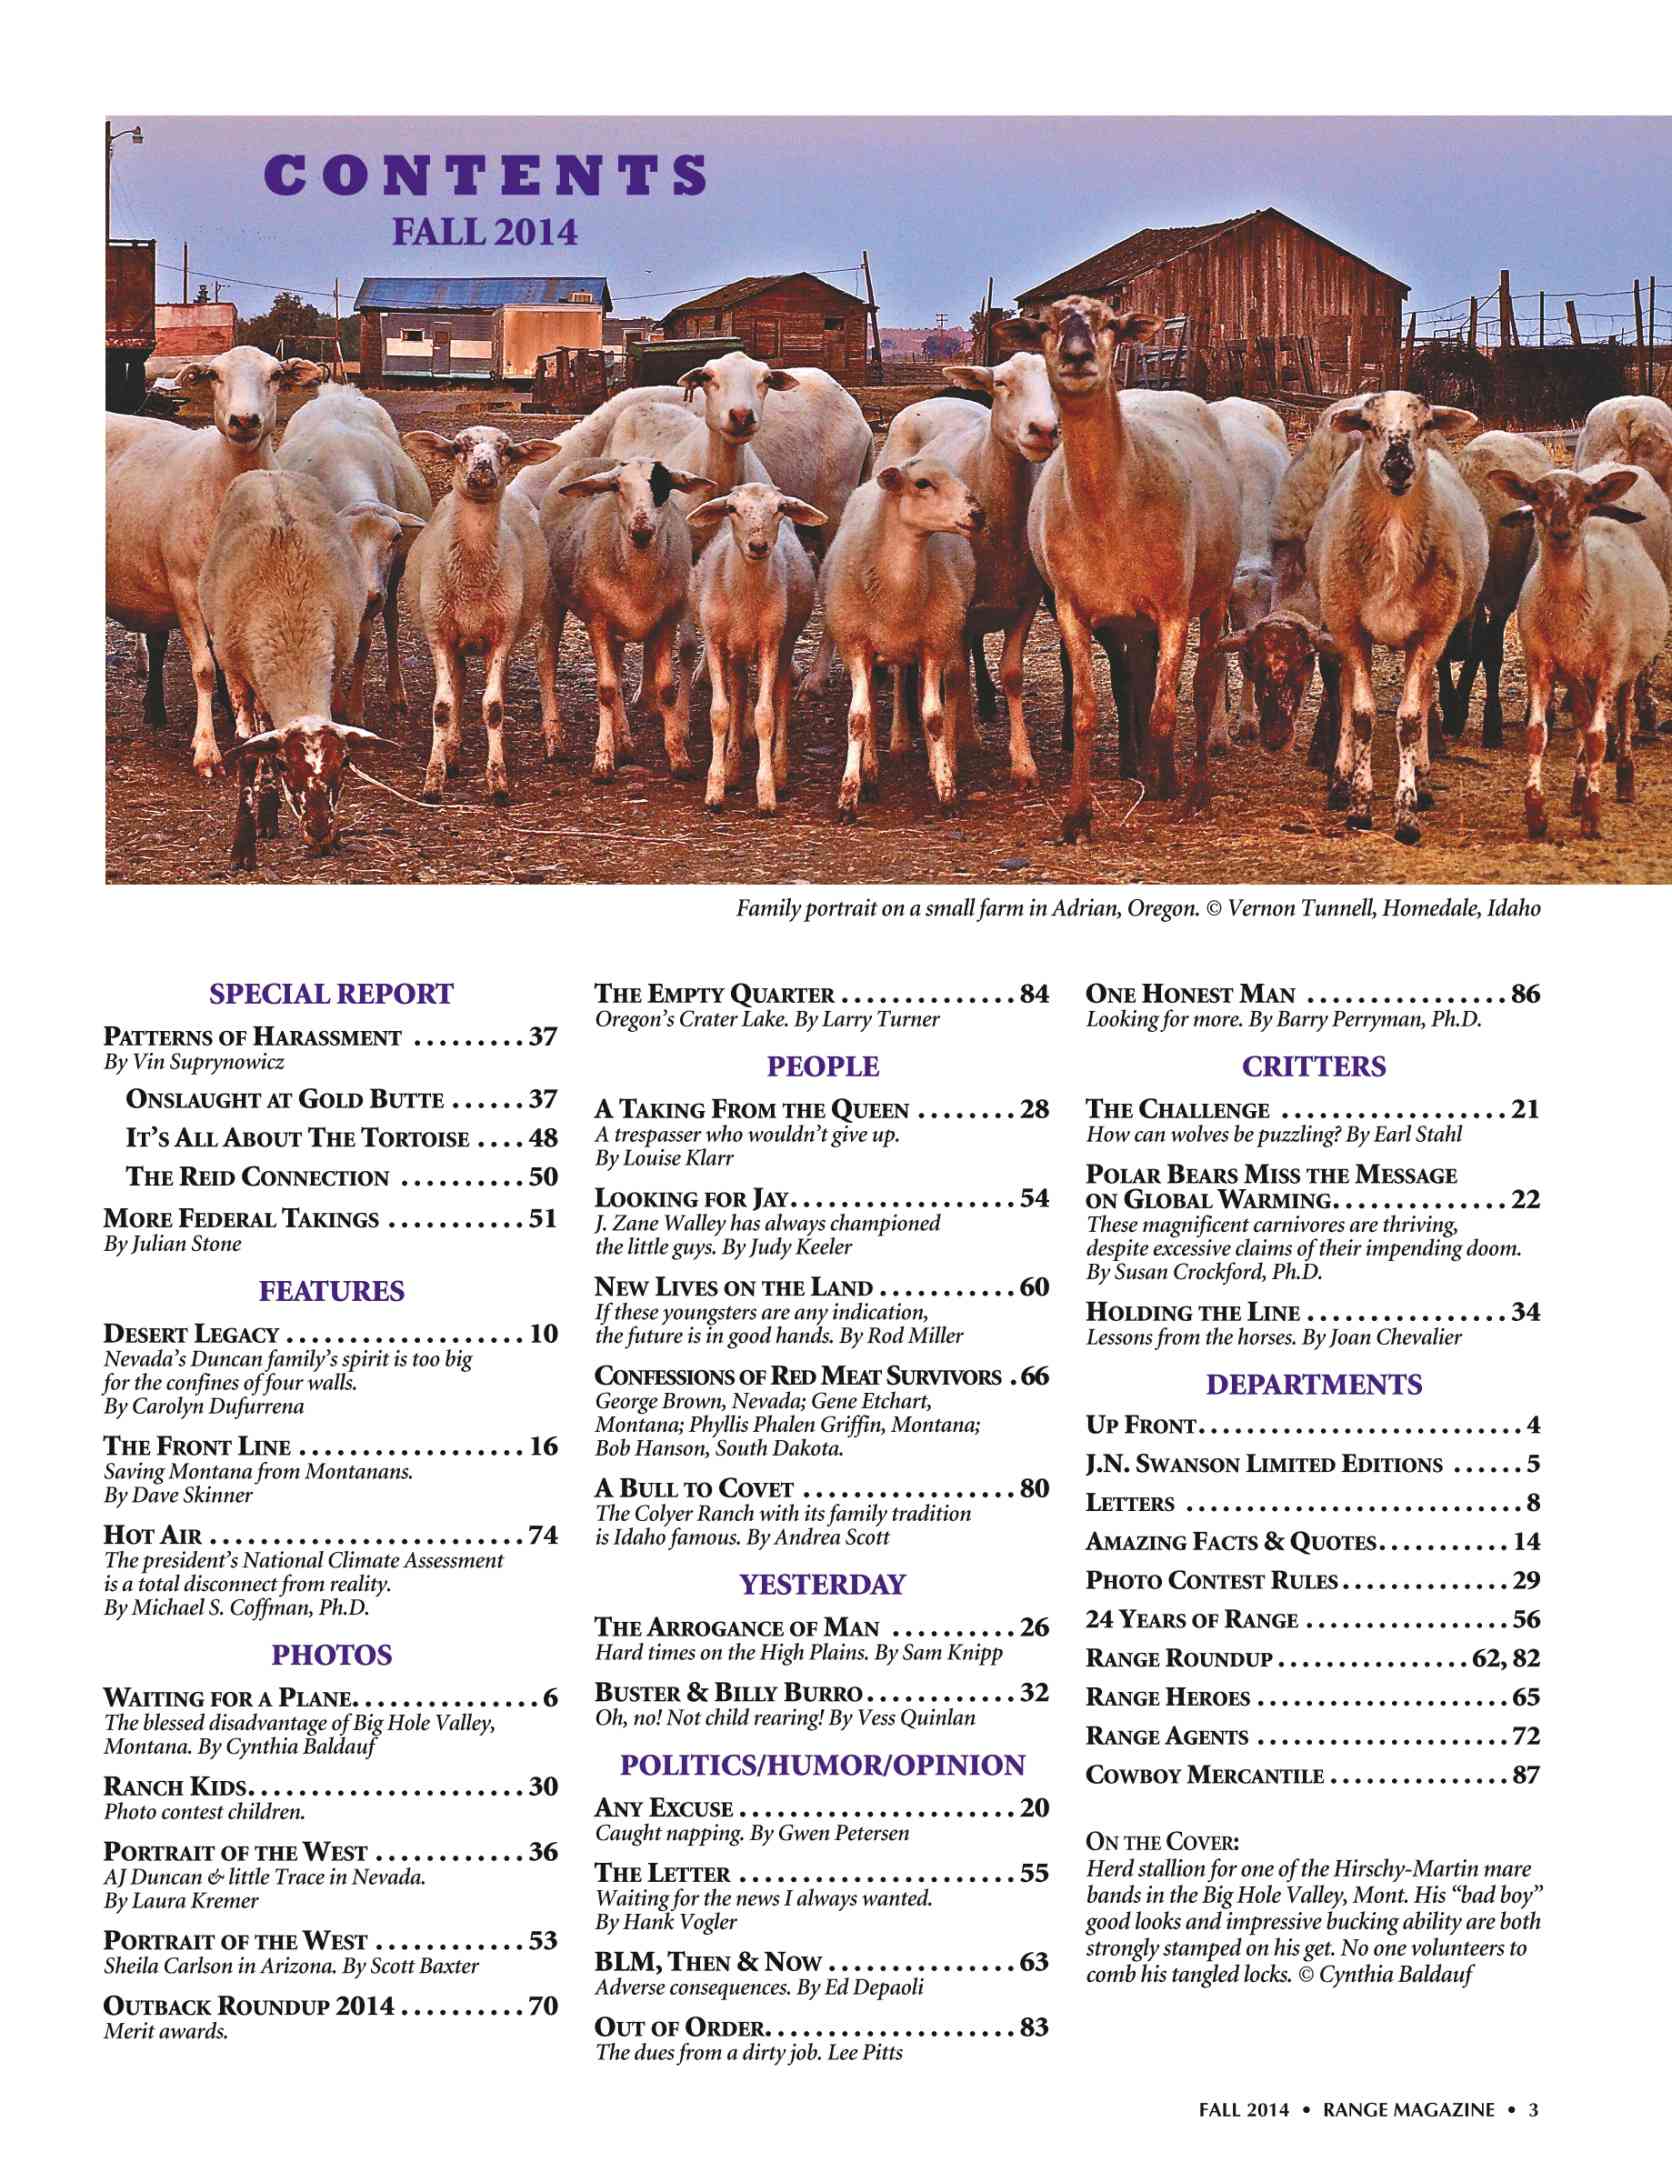 CONTENTS
FALL 2014
Family portrait on a small farm in Adrian, Oregon. © Vernon Tunnell, Homedale, Idaho
SPECIAL REPORT
PATTERNS OF HARASSMENT . . . . . . . . . 37
By Vin Suprynowicz
ONSLAUGHT AT GOLD BUTTE . . . . . . 37
IT'S ALL ABOUT THE TORTOISE . . . . 48
THE REID CONNECTION . . . . . . . . . . 50
MORE FEDERAL TAKINGS . . . . . . . . . . . 51
By Julian Stone
FEATURES
DESERT LEGACY . . . . . . . . . . . . . . . . . . . 10
Nevada's Duncan family's spirit is too big
for the confines of four walls.
By Carolyn Dufurrena
THE FRONT LINE . . . . . . . . . . . . . . . . . . 16
Saving Montana from Montanans.
By Dave Skinner
HOT AIR . . . . . . . . . . . . . . . . . . . . . . . . . 74
The president's National Climate Assessment
is a total disconnect from reality.
By Michael S. Coffman, Ph.D.
PHOTOS
WAITING FOR A PLANE. . . . . . . . . . . . . . . 6
The blessed disadvantage of Big Hole Valley,
Montana. By Cynthia Baldauf
RANCH KIDS. . . . . . . . . . . . . . . . . . . . . . 30
Photo contest children.
PORTRAIT OF THE WEST . . . . . . . . . . . . 36
AJ Duncan & little Trace in Nevada.
By Laura Kremer
PORTRAIT OF THE WEST . . . . . . . . . . . . 53
Sheila Carlson in Arizona. By Scott Baxter
OUTBACK ROUNDUP 2014 . . . . . . . . . . 70
Merit awards.
THE EMPTY QUARTER . . . . . . . . . . . . . . 84
Oregon's Crater Lake. By Larry Turner
PEOPLE
A TAKING FROM THE QUEEN . . . . . . . . 28
A trespasser who wouldn't give up.
By Louise Klarr
LOOKING FOR JAY. . . . . . . . . . . . . . . . . . 54
J. Zane Walley has always championed
the little guys. By Judy Keeler
NEW LIVES ON THE LAND . . . . . . . . . . . 60
If these youngsters are any indication,
the future is in good hands. By Rod Miller
CONFESSIONS OF RED MEAT SURVIVORS . 66
George Brown, Nevada; Gene Etchart,
Montana; Phyllis Phalen Griffin, Montana;
Bob Hanson, South Dakota.
A BULL TO COVET . . . . . . . . . . . . . . . . . 80
The Colyer Ranch with its family tradition
is Idaho famous. By Andrea Scott
YESTERDAY
THE ARROGANCE OF MAN . . . . . . . . . . 26
Hard times on the High Plains. By Sam Knipp
BUSTER & BILLY BURRO. . . . . . . . . . . . 32
Oh, no! Not child rearing! By Vess Quinlan
POLITICS/HUMOR/OPINION
ANY EXCUSE . . . . . . . . . . . . . . . . . . . . . . 20
Caught napping. By Gwen Petersen
THE LETTER . . . . . . . . . . . . . . . . . . . . . . 55
Waiting for the news I always wanted.
By Hank Vogler
BLM, THEN & NOW . . . . . . . . . . . . . . . 63
Adverse consequences. By Ed Depaoli
OUT OF ORDER. . . . . . . . . . . . . . . . . . . . 83
The dues from a dirty job. Lee Pitts
ONE HONEST MAN . . . . . . . . . . . . . . . . 86
Looking for more. By Barry Perryman, Ph.D.
CRITTERS
THE CHALLENGE . . . . . . . . . . . . . . . . . . 21
How can wolves be puzzling? By Earl Stahl
POLAR BEARS MISS THE MESSAGE
ON GLOBAL WARMING. . . . . . . . . . . . . . 22
These magnificent carnivores are thriving,
despite excessive claims of their impending doom.
By Susan Crockford, Ph.D.
HOLDING THE LINE . . . . . . . . . . . . . . . . 34
Lessons from the horses. By Joan Chevalier
DEPARTMENTS
UP FRONT. . . . . . . . . . . . . . . . . . . . . . . . . . 4
J.N. SWANSON LIMITED EDITIONS . . . . . . 5
LETTERS . . . . . . . . . . . . . . . . . . . . . . . . . . . 8
AMAZING FACTS & QUOTES. . . . . . . . . . . 14
PHOTO CONTEST RULES. . . . . . . . . . . . . . 29
24 YEARS OF RANGE . . . . . . . . . . . . . . . . . 56
RANGE ROUNDUP . . . . . . . . . . . . . . . . 62, 82
RANGE HEROES . . . . . . . . . . . . . . . . . . . . . 65
RANGE AGENTS . . . . . . . . . . . . . . . . . . . . . 72
COWBOY MERCANTILE . . . . . . . . . . . . . . . 87
ON THE COVER:
Herd stallion for one of the Hirschy-Martin mare
bands in the Big Hole Valley, Mont. His "bad boy"
good looks and impressive bucking ability are both
strongly stamped on his get. No one volunteers to
comb his tangled locks. © Cynthia Baldauf
FALL 2014 • RANGE MAGAZINE • 3